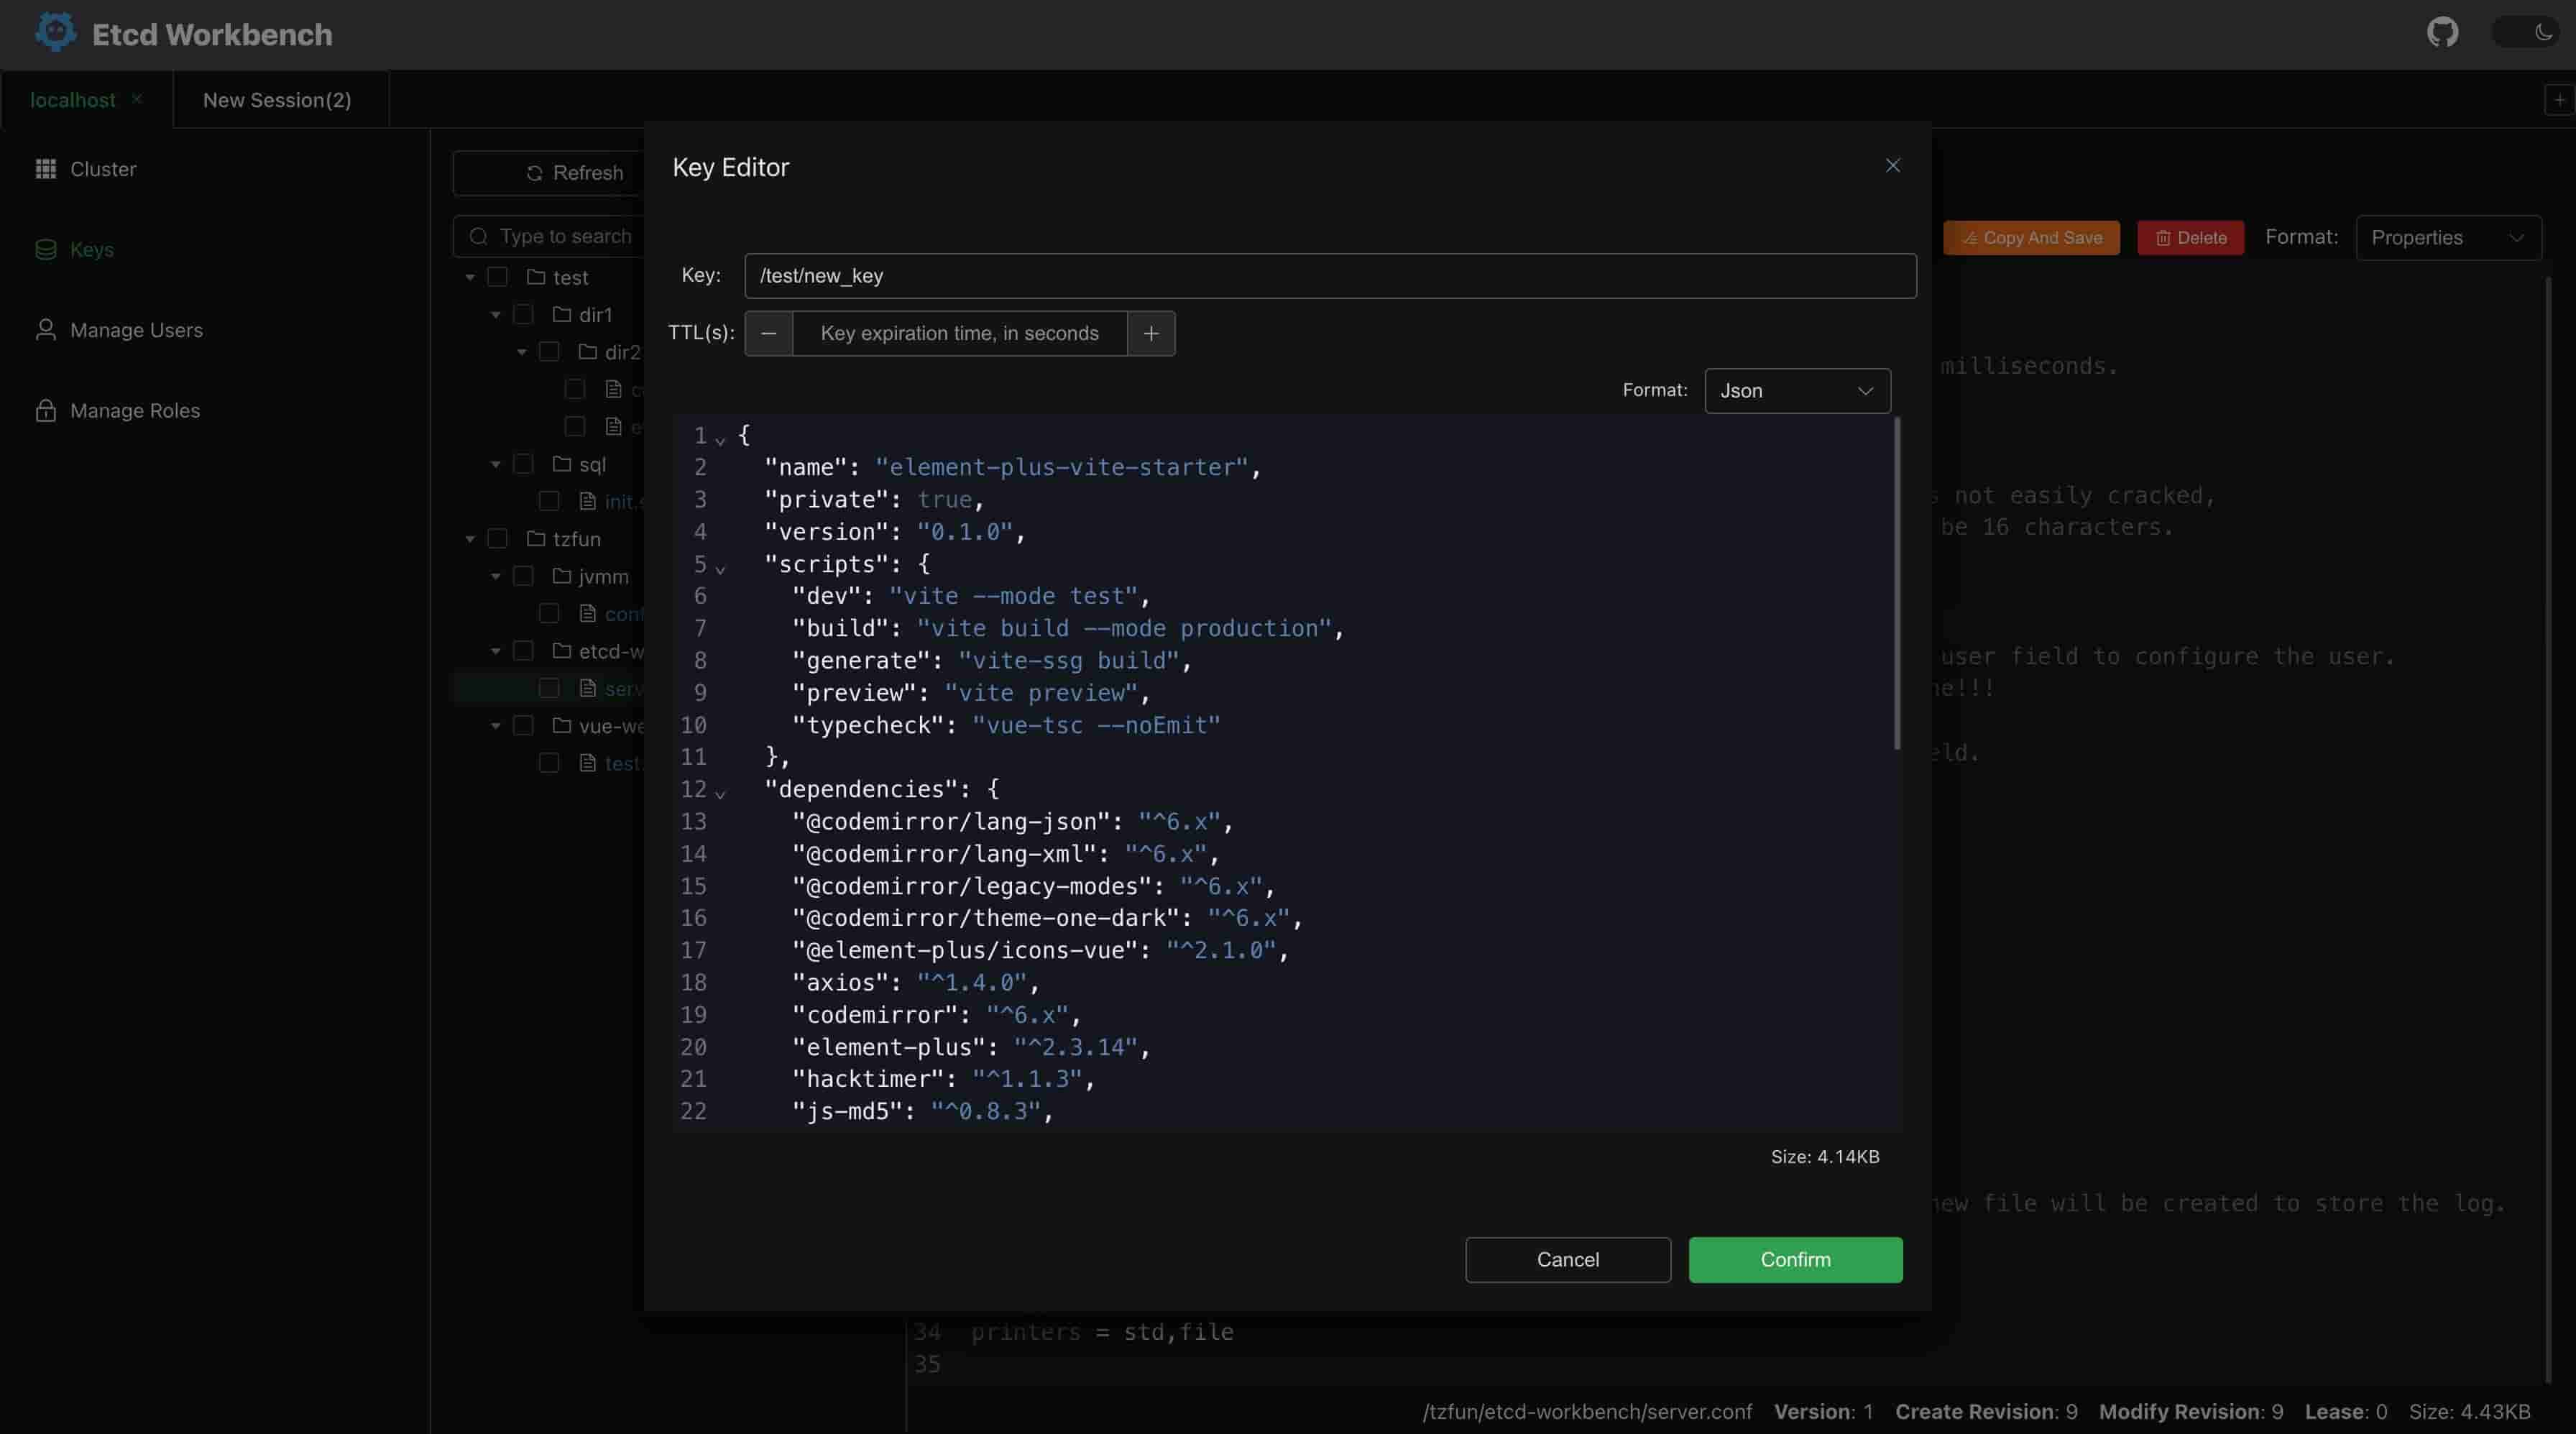 Etcd Workbench
localhost
New Session(2)
Cluster
Keys
Manage Users
Manage Roles
Refresh
Type to search
test
dir1
dir2
sql
init.
tzfun
jvmm
conf
etcd-w
serv
vue-we
test.
Key Editor
Key: /test/new_key
TTL(s): Key expiration time, in seconds
Format: Json
1 {
2 "name": "element-plus-vite-starter",
3 "private": true,
4 "version": "0.1.0",
5 "scripts": {
6 "dev": "vite --mode test",
7 "build": "vite build --mode production",
8 "generate": "vite-ssg build",
9 "preview": "vite preview",
10 "typecheck": "vue-tsc --noEmit"
11 },
12 "dependencies": {
13 "@codemirror/lang-json": "^6.x",
14 "@codemirror/lang-xml": "^6.x",
15 "@codemirror/legacy-modes": "^6.x",
16 "@codemirror/theme-one-dark": "^6.x",
17 "@element-plus/icons-vue": "^2.1.0",
18 "axios": "^1.4.0",
19 "codemirror": "^6.x",
20 "element-plus": "^2.3.14",
21 "hacktimer": "^1.1.3",
22 "js-md5": "^0.8.3",
Size: 4.14KB
Cancel
Confirm
Copy And Save
Delete
Format: Properties
milliseconds.
not easily cracked,
be 16 characters.
user field to configure the user.
new file will be created to store the log.
34 printers = std,file
35
/tzfun/etcd-workbench/server.conf Version: 1 Create Revision: 9 Modify Revision: 9 Lease: 0 Size: 4.43KB